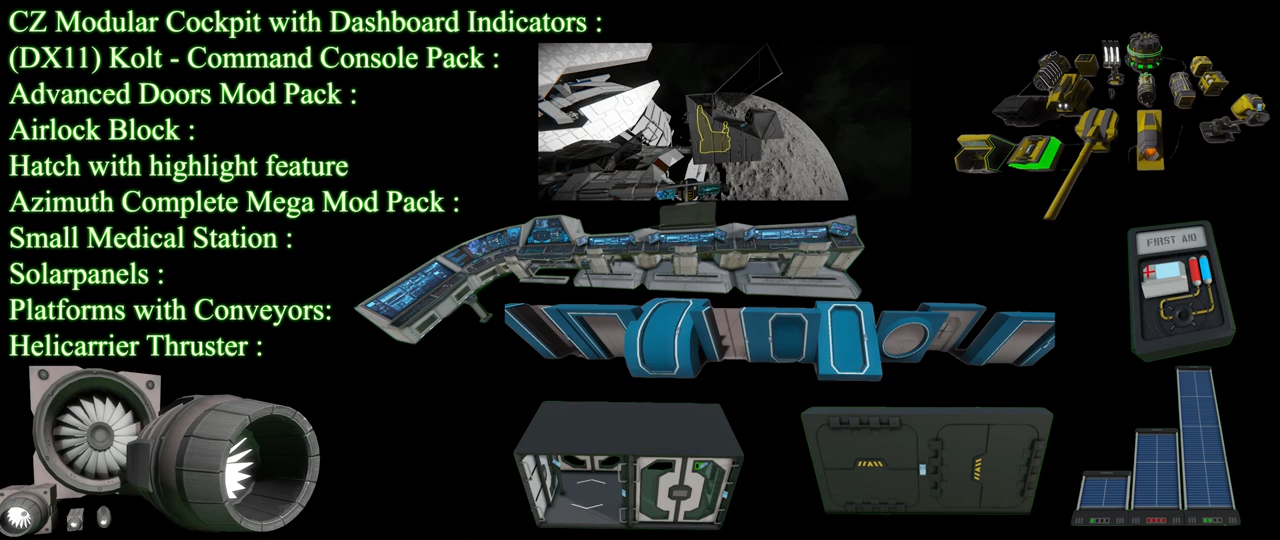 CZ Modular Cockpit with Dashboard Indicators :
(DX11) Kolt - Command Console Pack :
Advanced Doors Mod Pack :
Airlock Block :
Hatch with highlight feature
Azimuth Complete Mega Mod Pack :
Small Medical Station :
Solarpanels :
Platforms with Conveyors:
Helicarrier Thruster :
FIRST AID